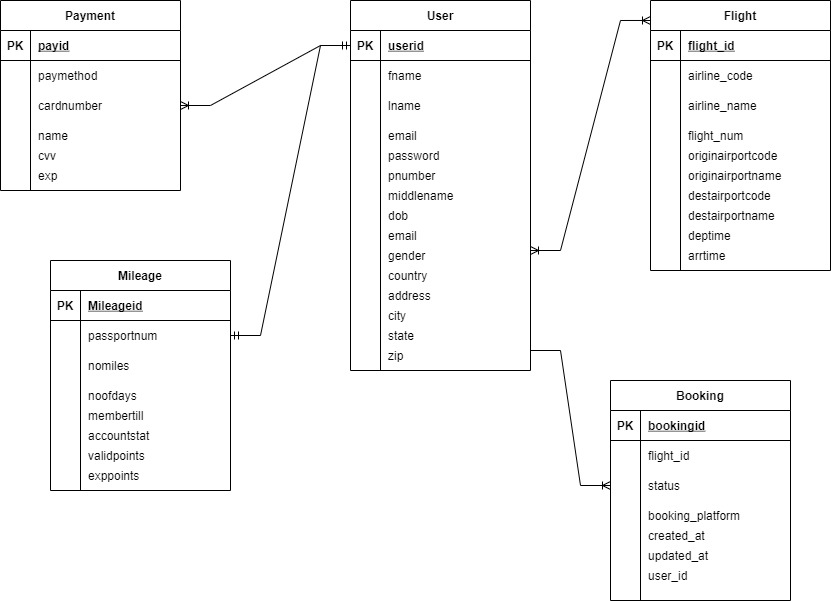 Payment
PK payid
paymethod
cardnumber
name
cvv
exp
User
PK userid
fname
lname
email
password
pnumber
middlename
dob
email
gender
country
address
city
state
zip
Flight
PK flight_id
airline_code
airline_name
flight_num
originairportcode
originairportname
destairportcode
destairportname
deptime
arrtime
Mileage
PK Mileageid
passportnum
nomiles
noofdays
membertill
accountstat
validpoints
exppoints
Booking
PK bookingid
flight_id
status
booking_platform
created_at
updated_at
user_id